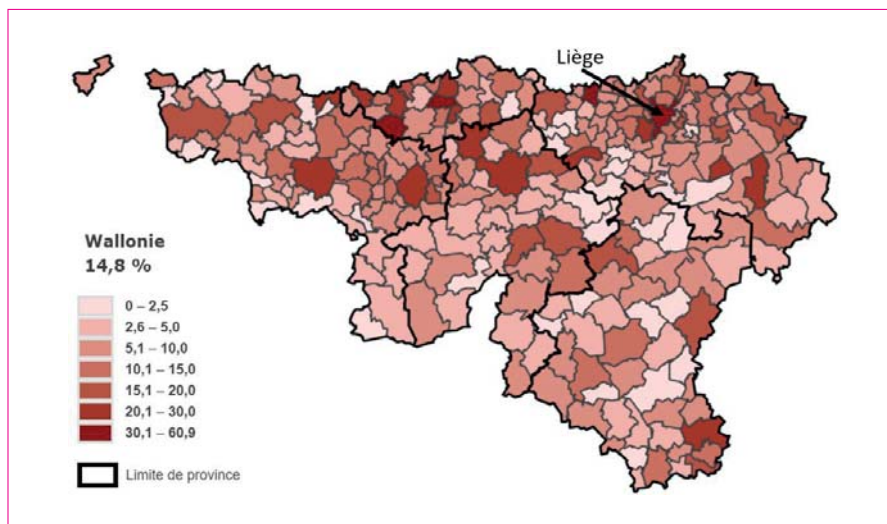 Liège
Wallonie
14,8 %
0 – 2,5
2,6 – 5,0
5,1 – 10,0
10,1 – 15,0
15,1 – 20,0
20,1 – 30,0
30,1 – 60,9
Limite de province